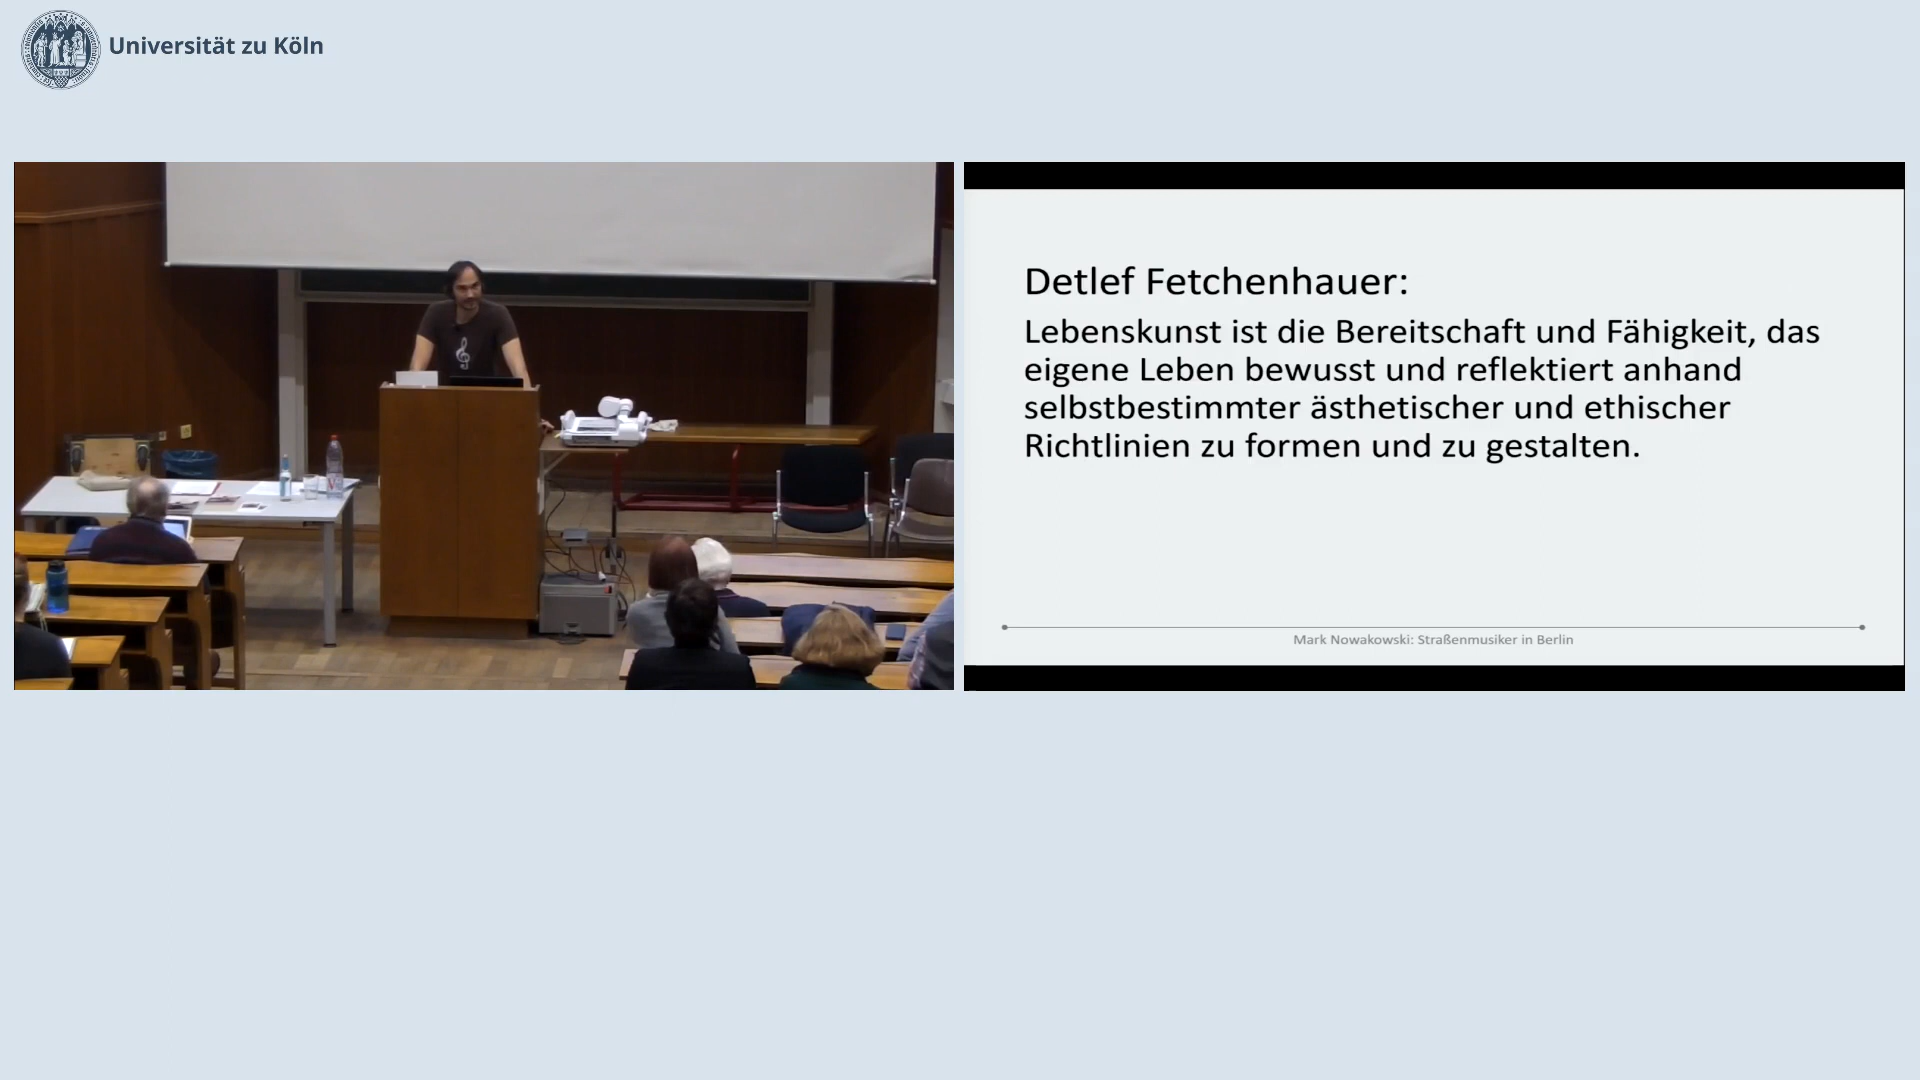 Universität zu Köln
Detlef Fetchenhauer:
Lebenskunst ist die Bereitschaft und Fähigkeit, das
eigene Leben bewusst und reflektiert anhand
selbstbestimmter ästhetischer und ethischer
Richtlinien zu formen und zu gestalten.
Mark Nowakowski: Straßenmusiker in Berlin